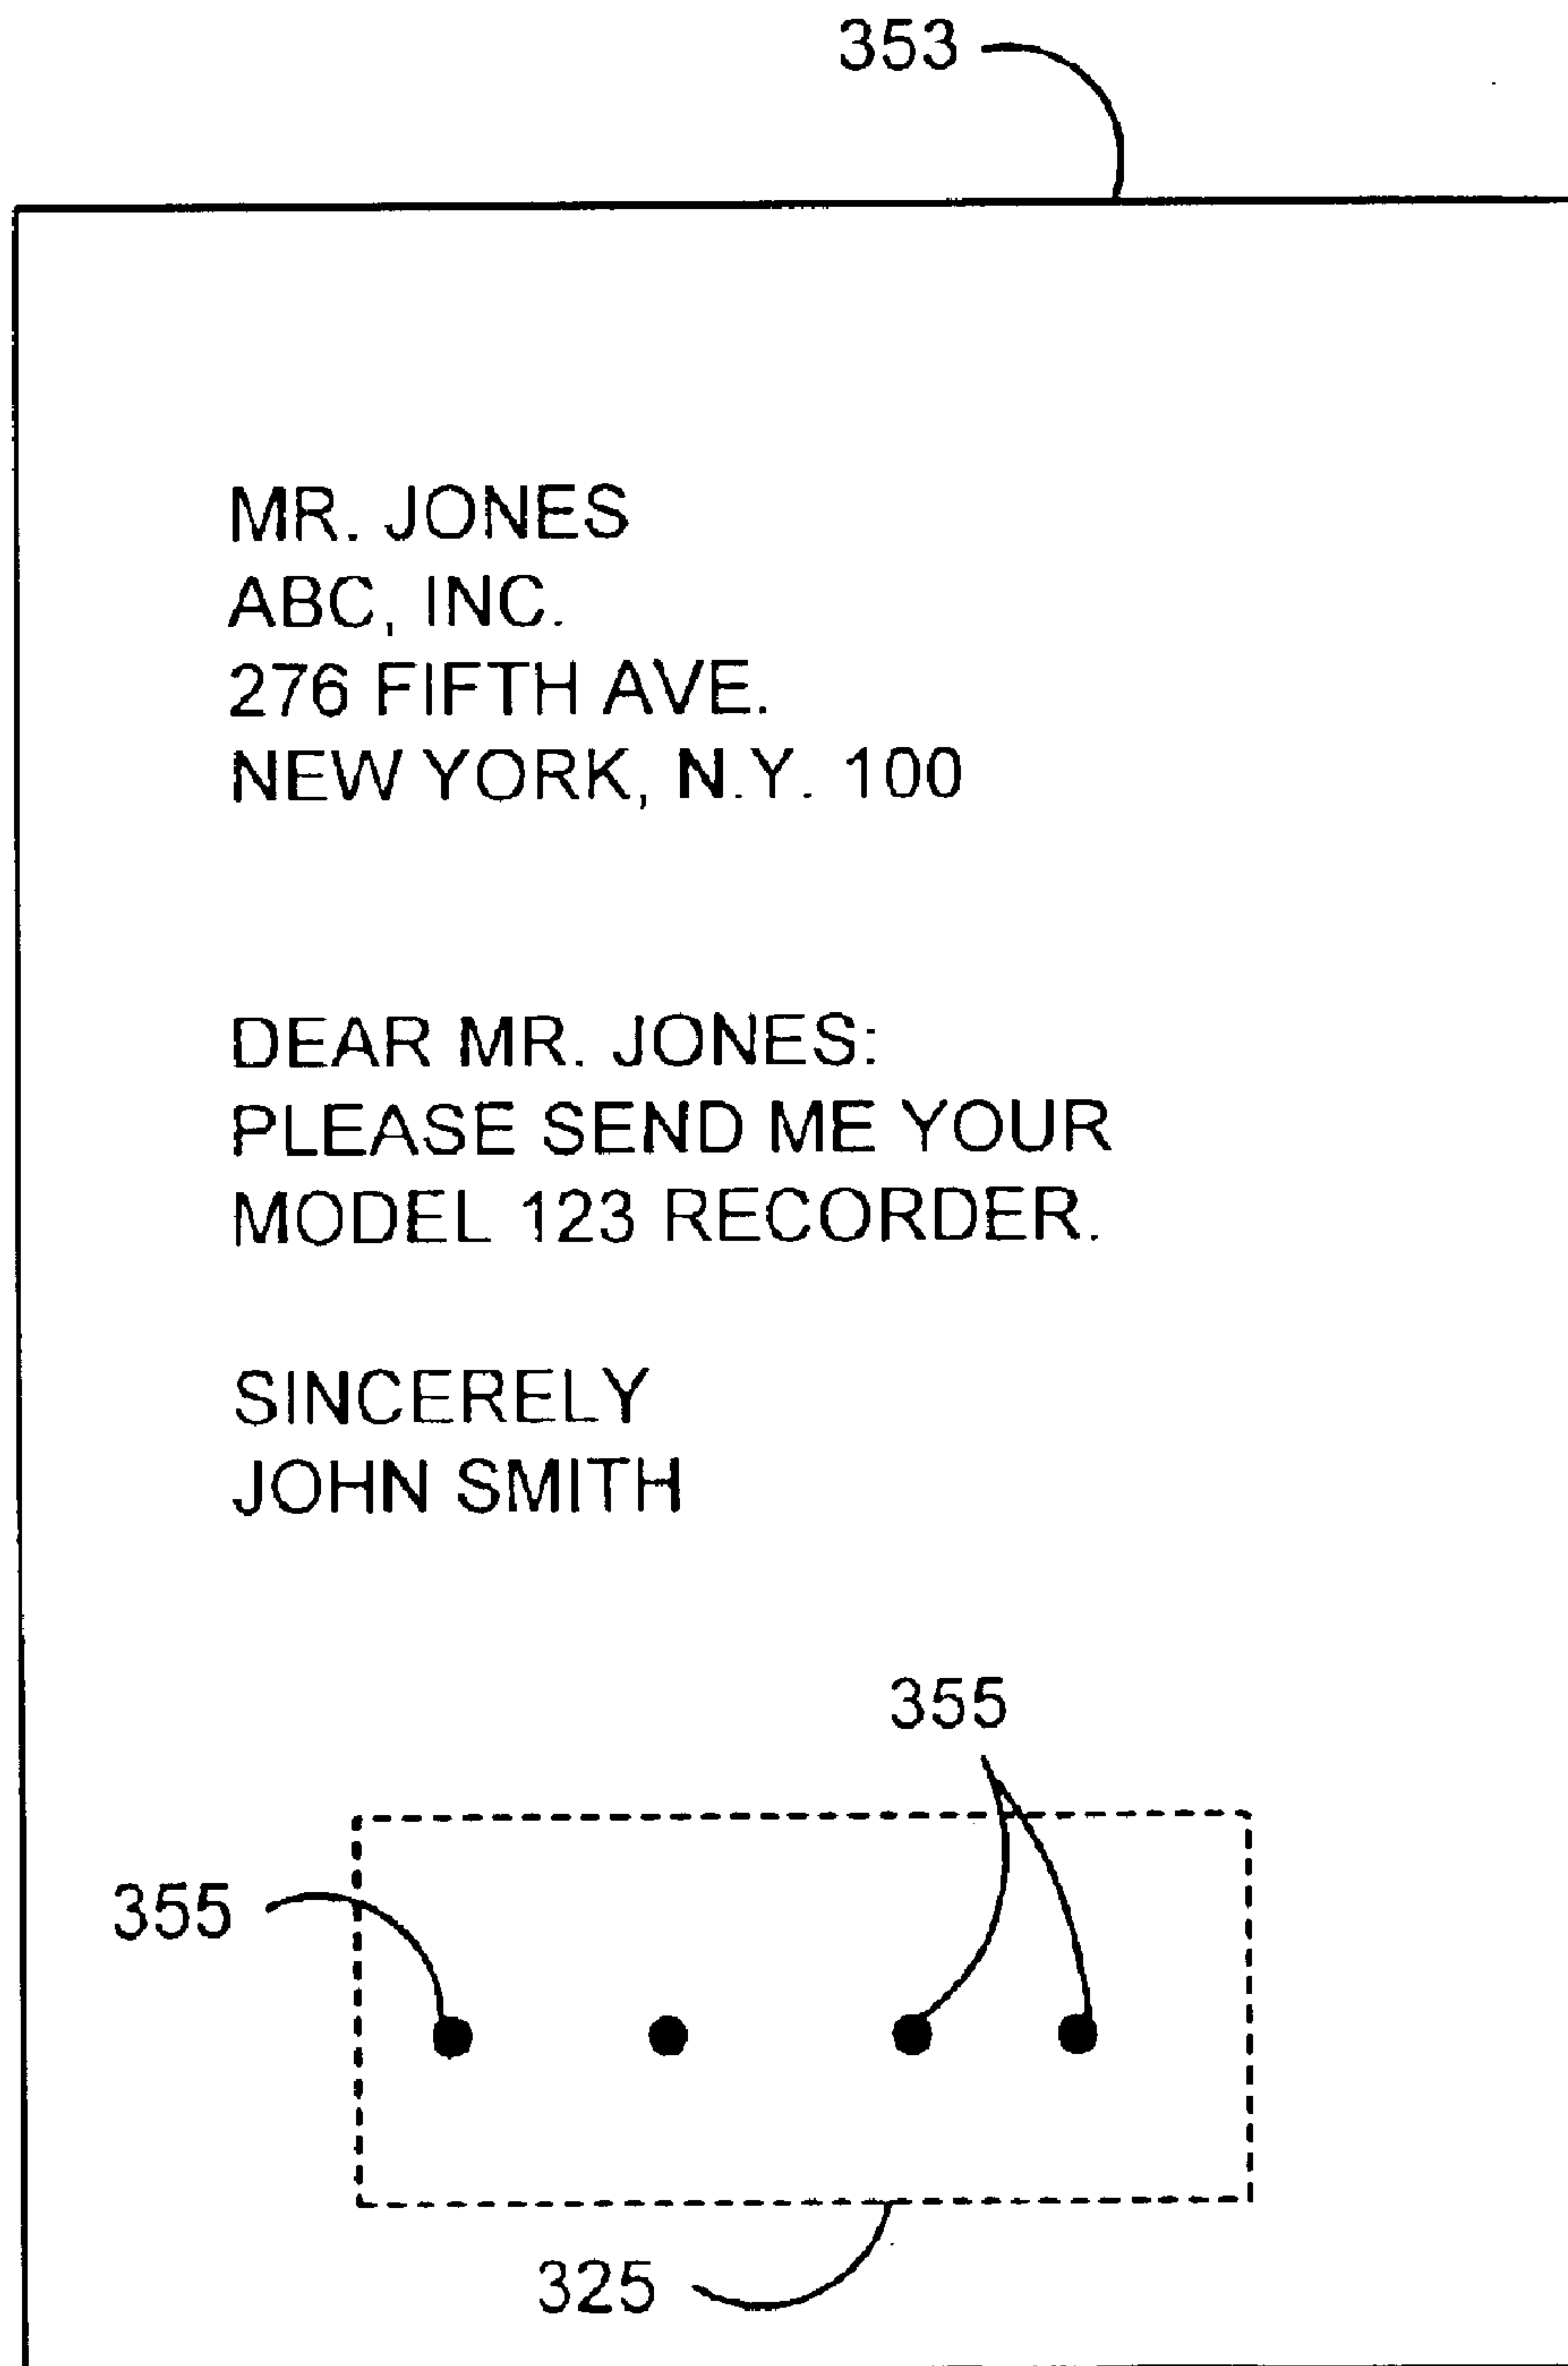 353
MR. JONES
ABC, INC.
276 FIFTH AVE.
NEW YORK, N.Y. 100
DEAR MR. JONES:
PLEASE SEND ME YOUR
MODEL 123 RECORDER.
SINCERELY
JOHN SMITH
355
355
325